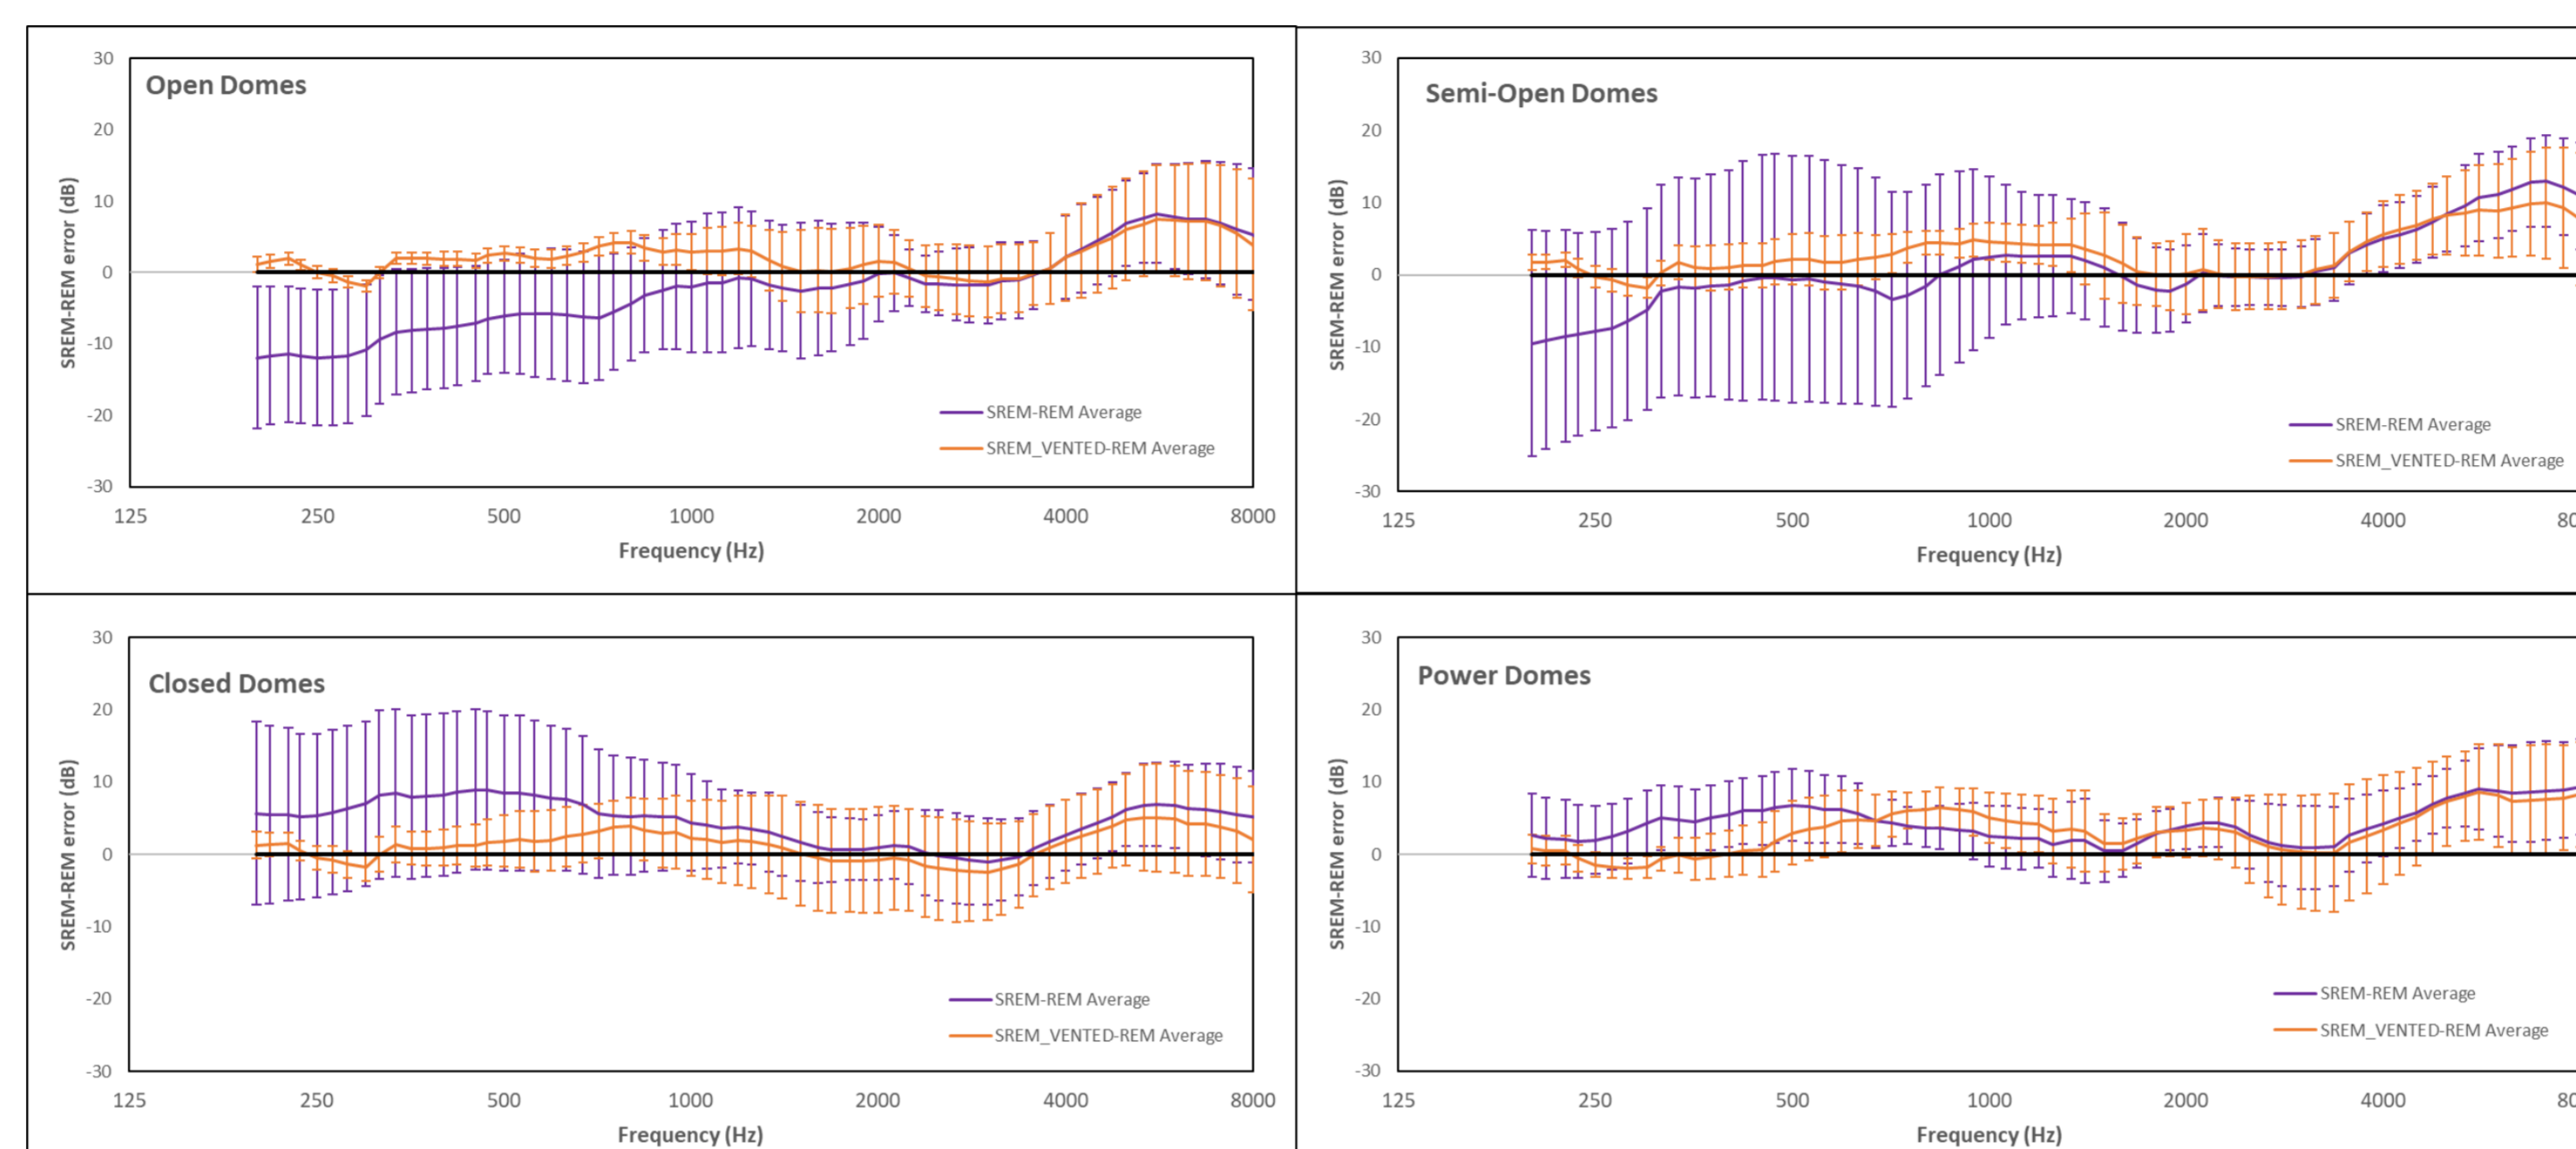 Open Domes
30
20
10
0
-10
-20
-30
SREM-REM error (dB)
SREM-REM Average
SREM_VENTED-REM Average
125 250 500 1000 2000 4000 8000
Frequency (Hz)
Semi-Open Domes
30
20
10
0
-10
-20
-30
SREM-REM error (dB)
SREM-REM Average
SREM_VENTED-REM Average
125 250 500 1000 2000 4000
Frequency (Hz)
Closed Domes
30
20
10
0
-10
-20
-30
SREM-REM error (dB)
SREM-REM Average
SREM_VENTED-REM Average
125 250 500 1000 2000 4000 8000
Frequency (Hz)
Power Domes
30
20
10
0
-10
-20
-30
SREM-REM error (dB)
SREM-REM Average
SREM_VENTED-REM Average
125 250 500 1000 2000 4000
Frequency (Hz)